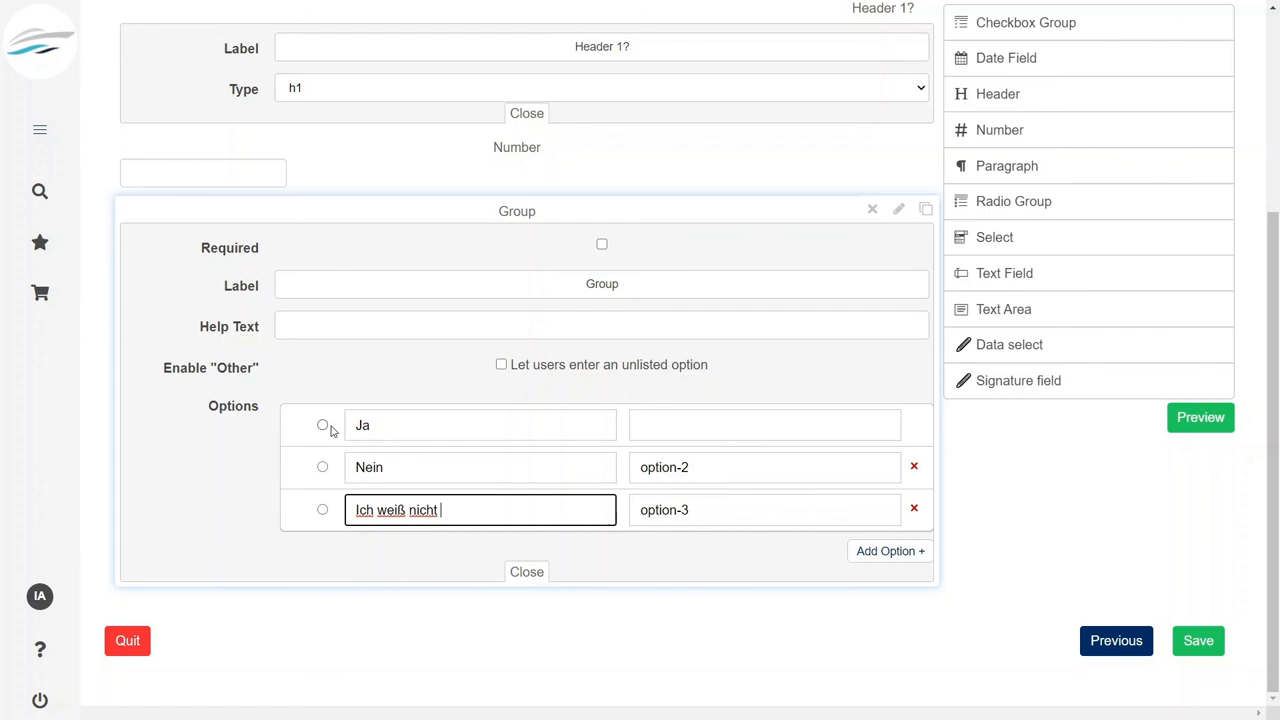 Header 1?
Label
Header 1?
Type
h1
Close
Number
Group
Required
Label
Group
Help Text
Enable "Other"
Let users enter an unlisted option
Options
Ja
Nein
option-2
Ich weiß nicht
option-3
Add Option +
Close
Quit
Previous
Save
Checkbox Group
Date Field
Header
Number
Paragraph
Radio Group
Select
Text Field
Text Area
Data select
Signature field
Preview
IA